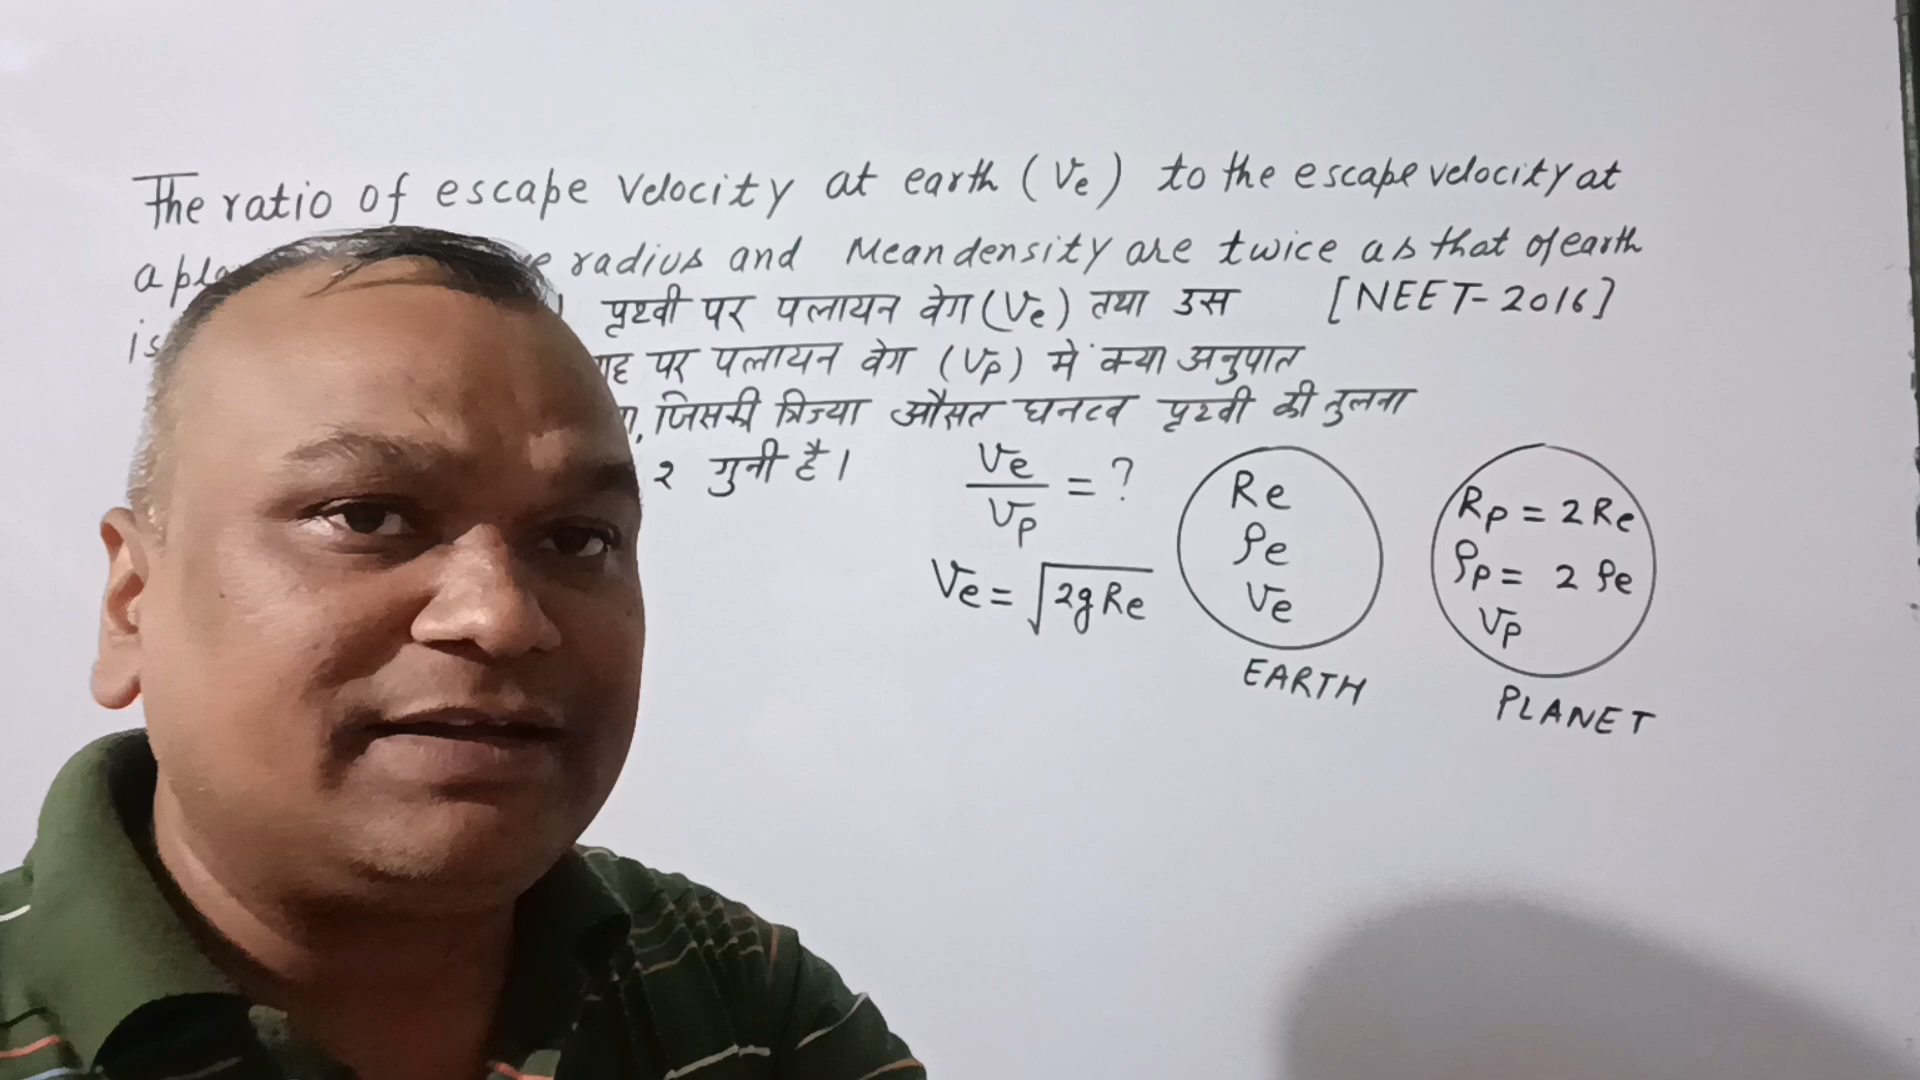 The ratio of escape velocity at earth (Ve) to the escape velocity at
a radius and Mean density are twice as that of earth
is
पृथ्वी पर पलायन वेग (Ve) तथा उस [NEET-2016]
पर पलायन वेग (Vp) में क्या अनुपात
जिसकी त्रिज्या औसत घनत्व पृथ्वी की तुलना
२ गुनी है।
Ve/Vp = ?
Ve = √2gRe
Re
ρe
Ve
EARTH
Rp = 2Re
ρp = 2ρe
Vp
PLANET